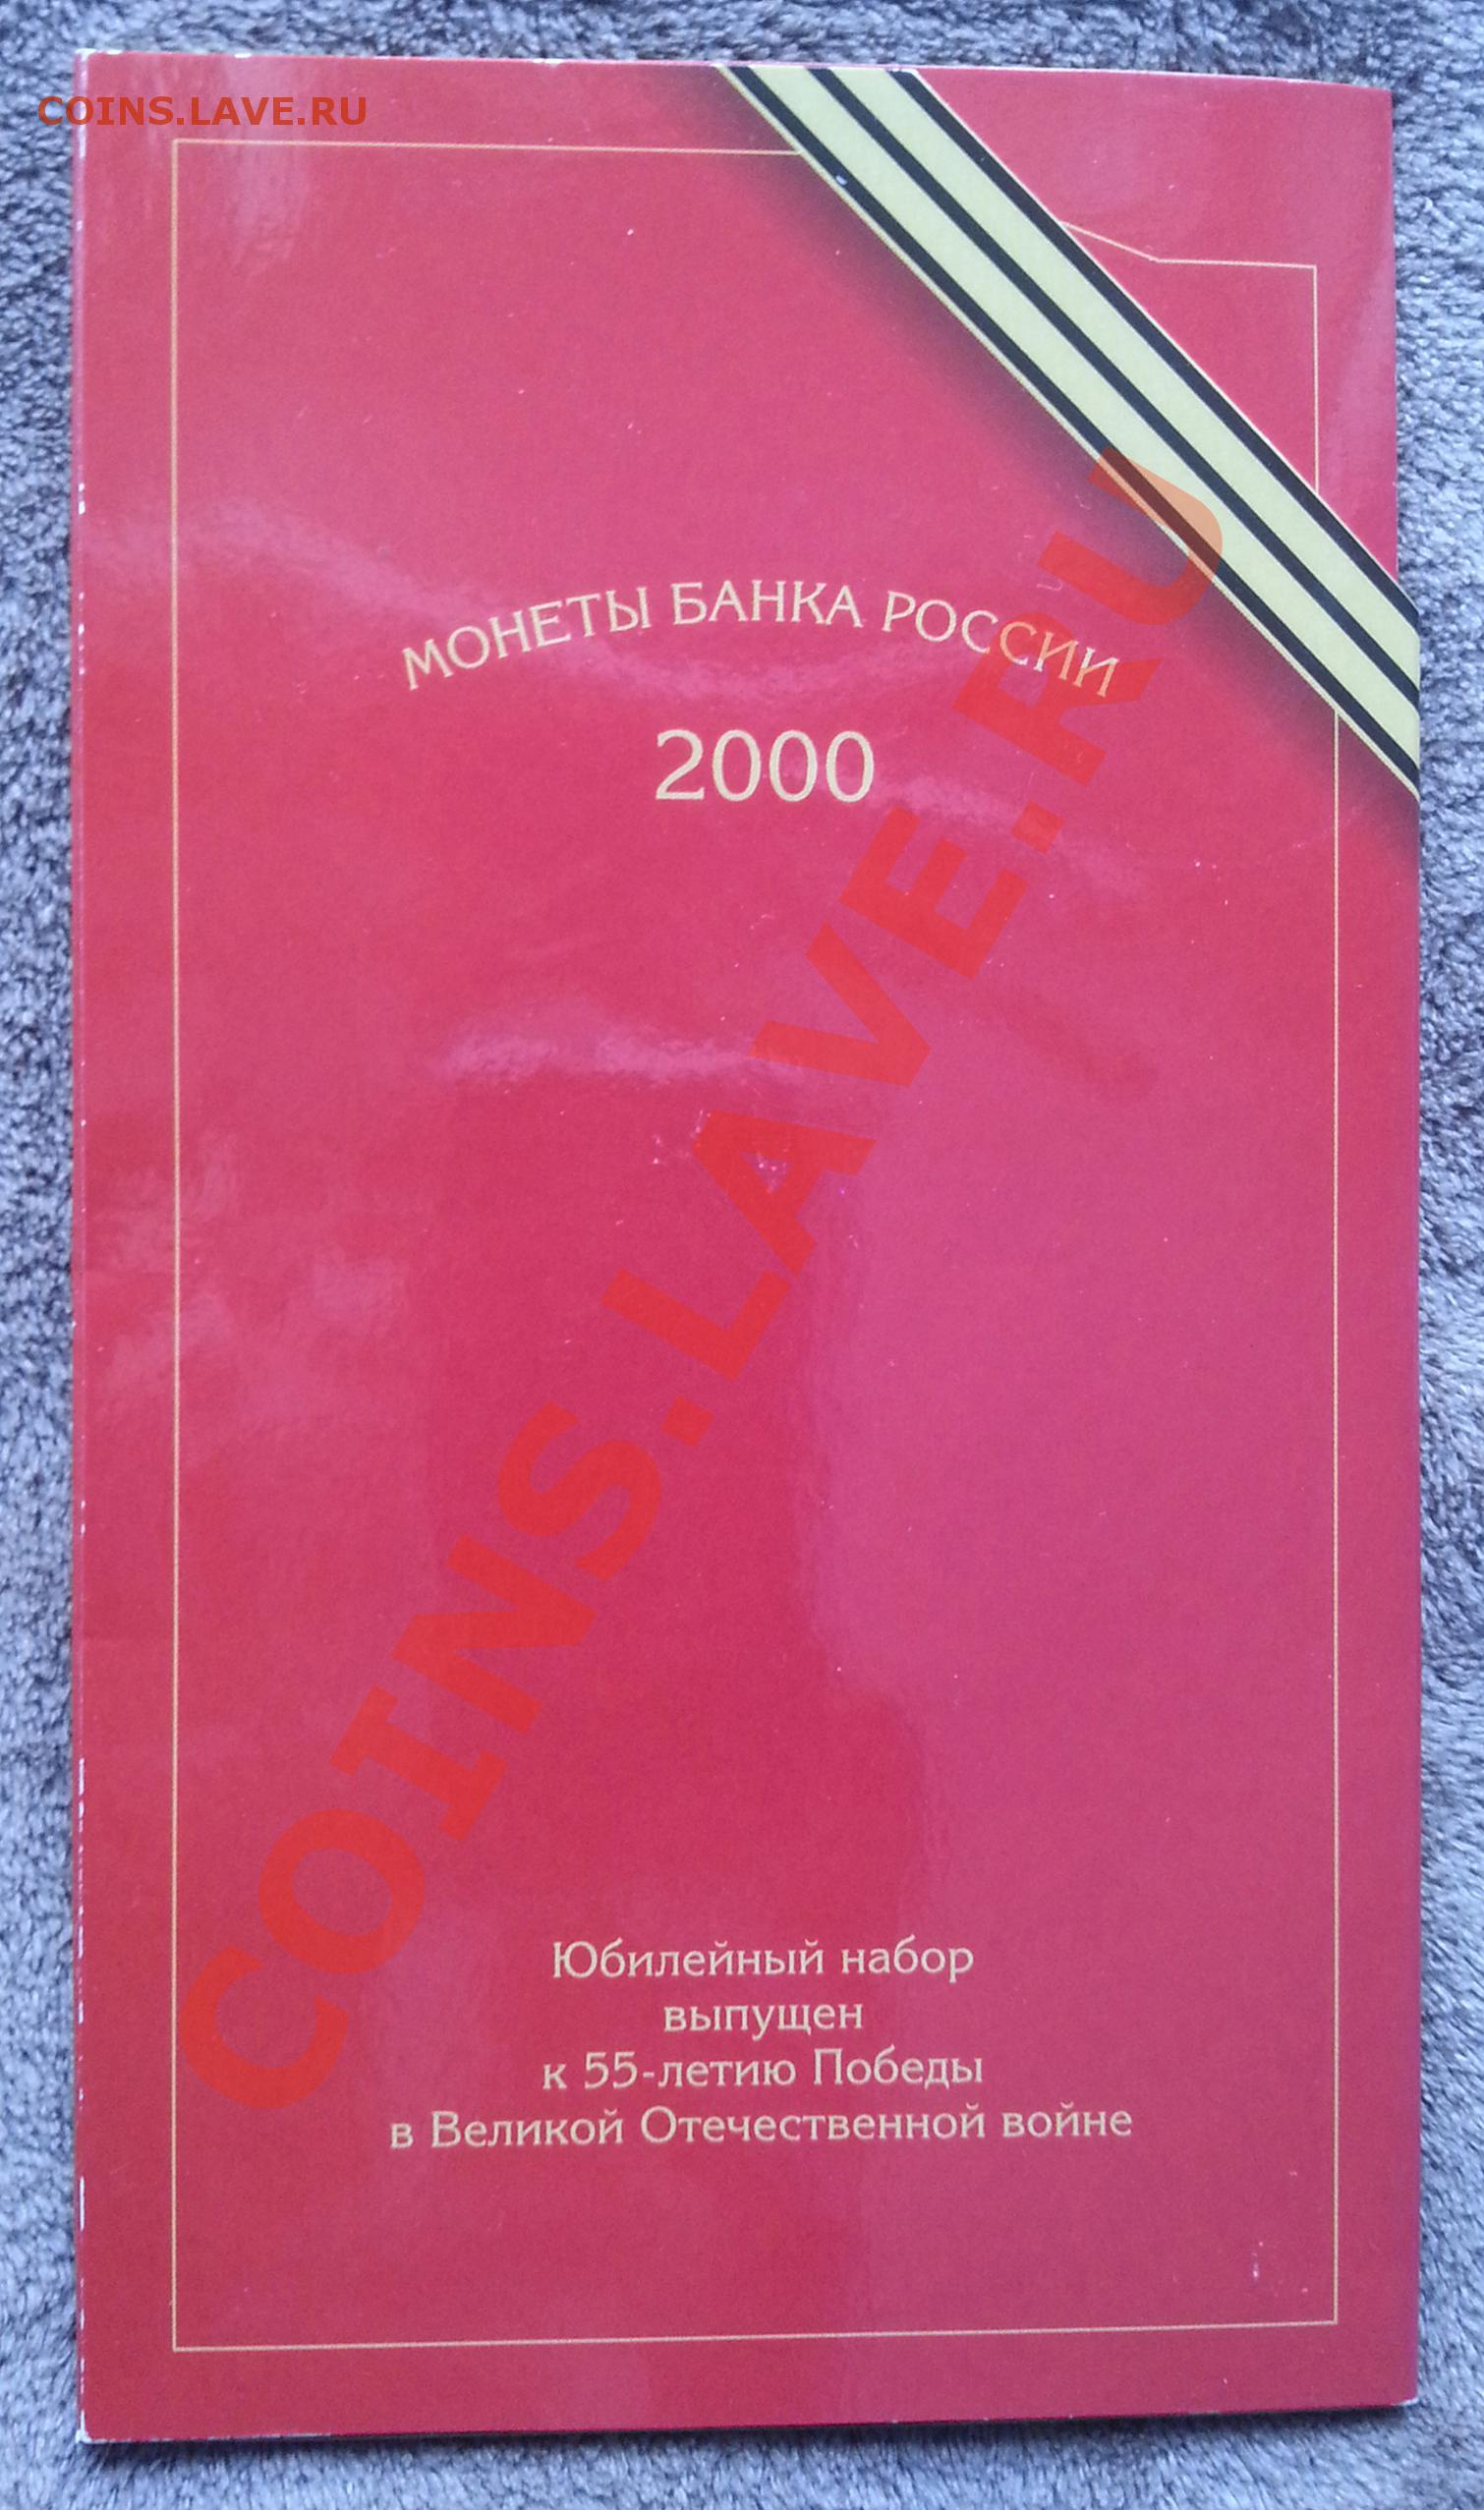 COINS.LAVE.RU
МОНЕТЫ БАНКА РОССИИ
2000
COINS.LAVE.RU
Юбилейный набор
выпущен
к 55-летию Победы
в Великой Отечественной войне